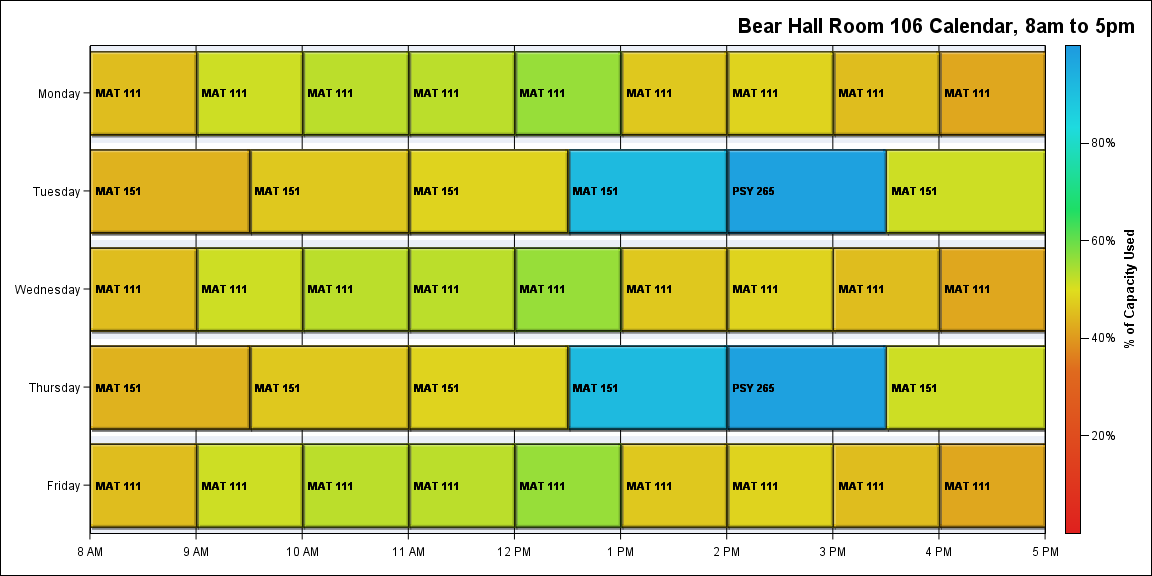 Bear Hall Room 106 Calendar, 8am to 5pm
Monday MAT 111 MAT 111 MAT 111 MAT 111 MAT 111 MAT 111 MAT 111 MAT 111 MAT 111
80%
Tuesday MAT 151 MAT 151 MAT 151 MAT 151 PSY 265 MAT 151
60%
Wednesday MAT 111 MAT 111 MAT 111 MAT 111 MAT 111 MAT 111 MAT 111 MAT 111 MAT 111
% of Capacity Used
40%
Thursday MAT 151 MAT 151 MAT 151 MAT 151 PSY 265 MAT 151
20%
Friday MAT 111 MAT 111 MAT 111 MAT 111 MAT 111 MAT 111 MAT 111 MAT 111 MAT 111
8 AM 9 AM 10 AM 11 AM 12 PM 1 PM 2 PM 3 PM 4 PM 5 PM